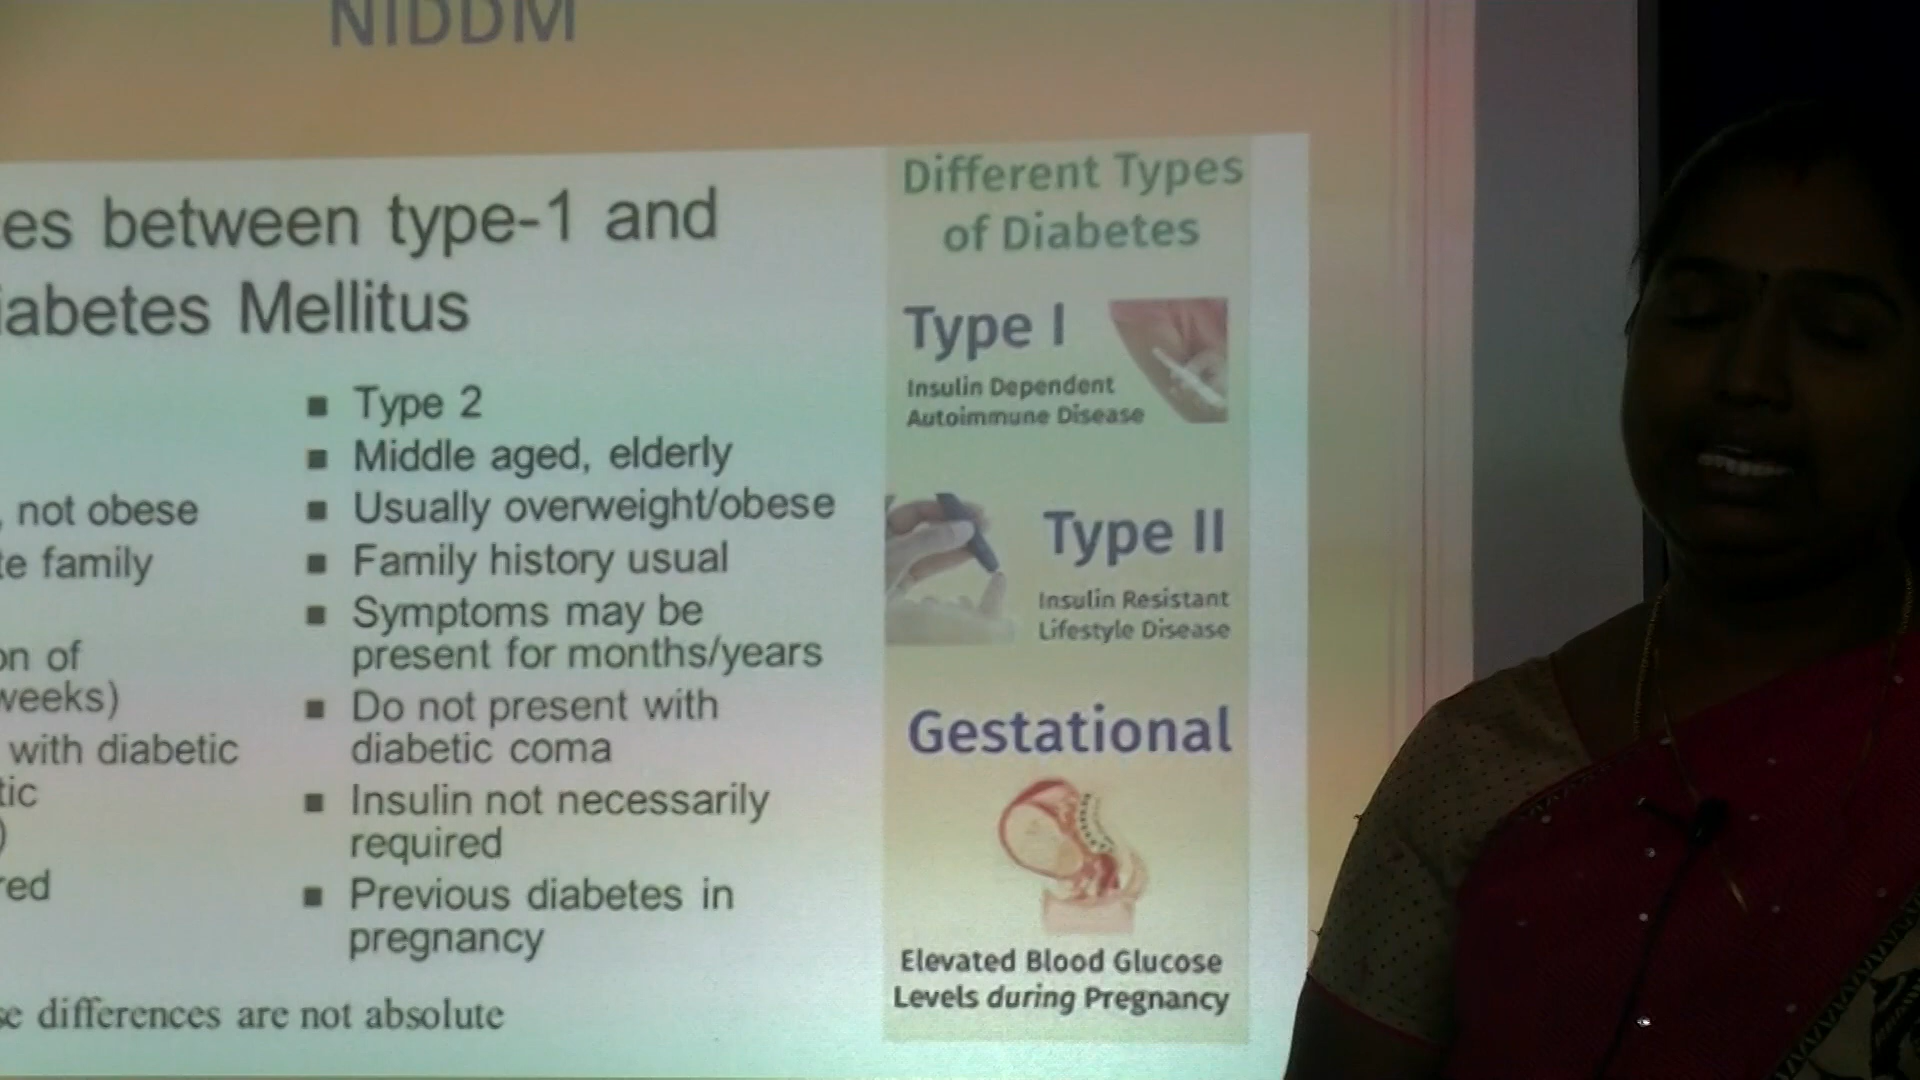 NIDDM
es between type-1 and
iabetes Mellitus
, not obese
te family
on of
weeks)
with diabetic
tic
)
red
Type 2
Middle aged, elderly
Usually overweight/obese
Family history usual
Symptoms may be
present for months/years
Do not present with
diabetic coma
Insulin not necessarily
required
Previous diabetes in
pregnancy
se differences are not absolute
Different Types
of Diabetes
Type I
Insulin Dependent
Autoimmune Disease
Type II
Insulin Resistant
Lifestyle Disease
Gestational
Elevated Blood Glucose
Levels during Pregnancy